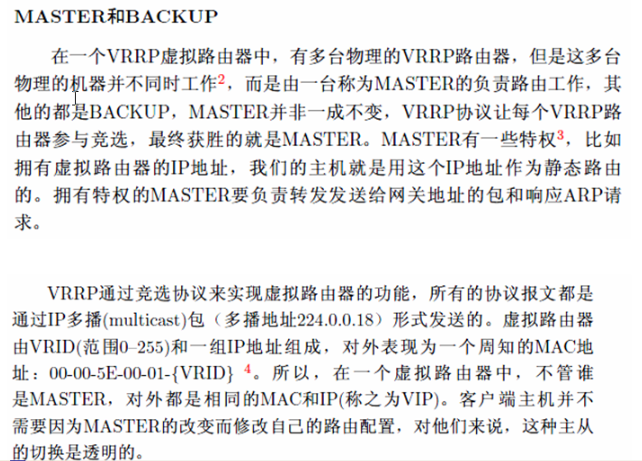 MASTER和BACKUP
在一个VRRP虚拟路由器中，有多台物理的VRRP路由器，但是这多台
物理的机器并不同时工作2，而是由一台称为MASTER的负责路由工作，其
他的都是BACKUP，MASTER并非一成不变，VRRP协议让每个VRRP路
由器参与竞选，最终获胜的就是MASTER。MASTER有一些特权3，比如
拥有虚拟路由器的IP地址，我们的主机就是用这个IP地址作为静态路由
的。拥有特权的MASTER要负责转发发送给网关地址的包和响应ARP请
求。
VRRP通过竞选协议来实现虚拟路由器的功能，所有的协议报文都是
通过IP多播(multicast)包（多播地址224.0.0.18）形式发送的。虚拟路由器
由VRID(范围0–255)和一组IP地址组成，对外表现为一个周知的MAC地
址：00-00-5E-00-01-{VRID} 4。所以，在一个虚拟路由器中，不管谁
是MASTER，对外都是相同的MAC和IP(称之为VIP)。客户端主机并不
需要因为MASTER的改变而修改自己的路由配置，对他们来说，这种主从
的切换是透明的。